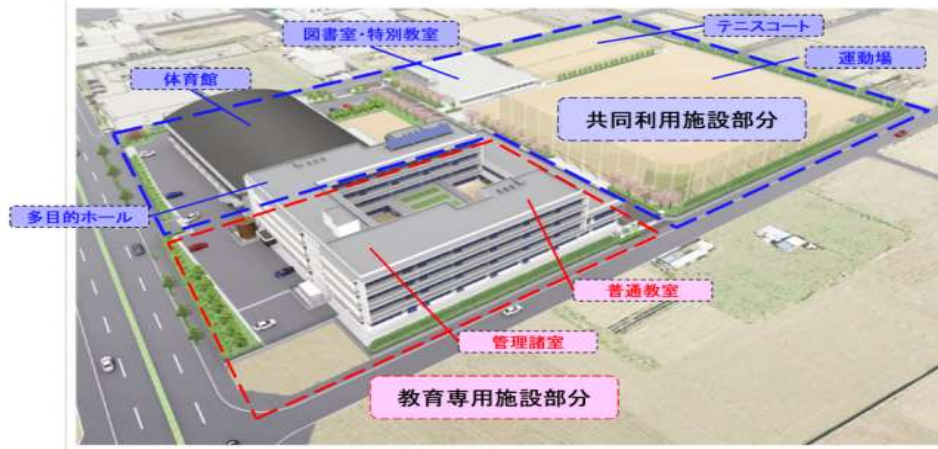 図書室・特別教室
テニスコート
体育館
運動場
共同利用施設部分
多目的ホール
普通教室
管理諸室
教育専用施設部分